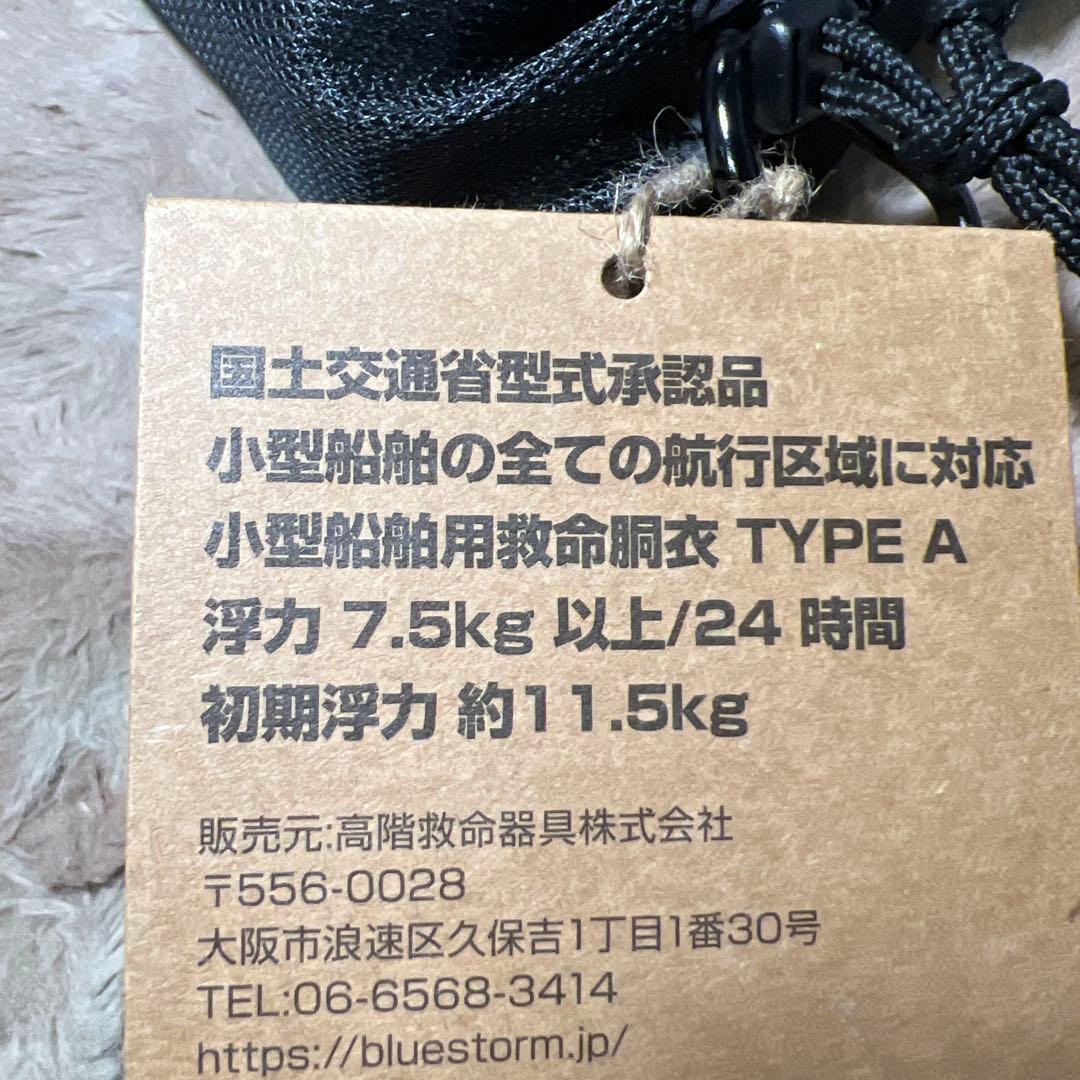 国土交通省型式承認品
小型船舶の全ての航行区域に対応
小型船舶用救命胴衣 TYPE A
浮力 7.5kg 以上/24 時間
初期浮力 約11.5kg
販売元:高階救命器具株式会社
〒556-0028
大阪市浪速区久保吉1丁目1番30号
TEL:06-6568-3414
https://bluestorm.jp/